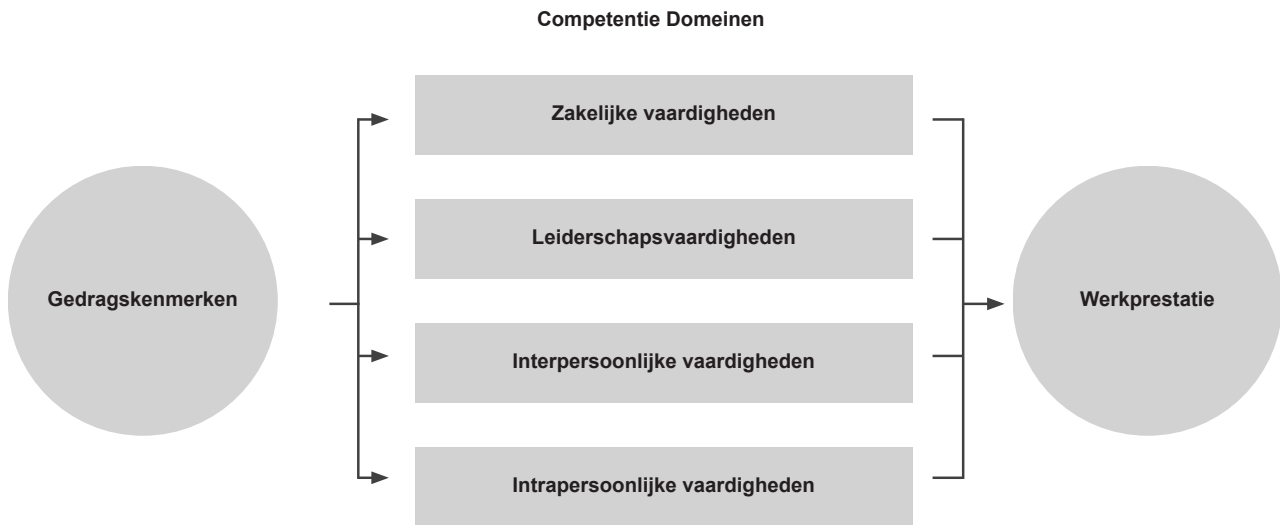 Competentie Domeinen
Zakelijke vaardigheden
Leiderschapsvaardigheden
Gedragskenmerken
Werkprestatie
Interpersoonlijke vaardigheden
Intrapersoonlijke vaardigheden